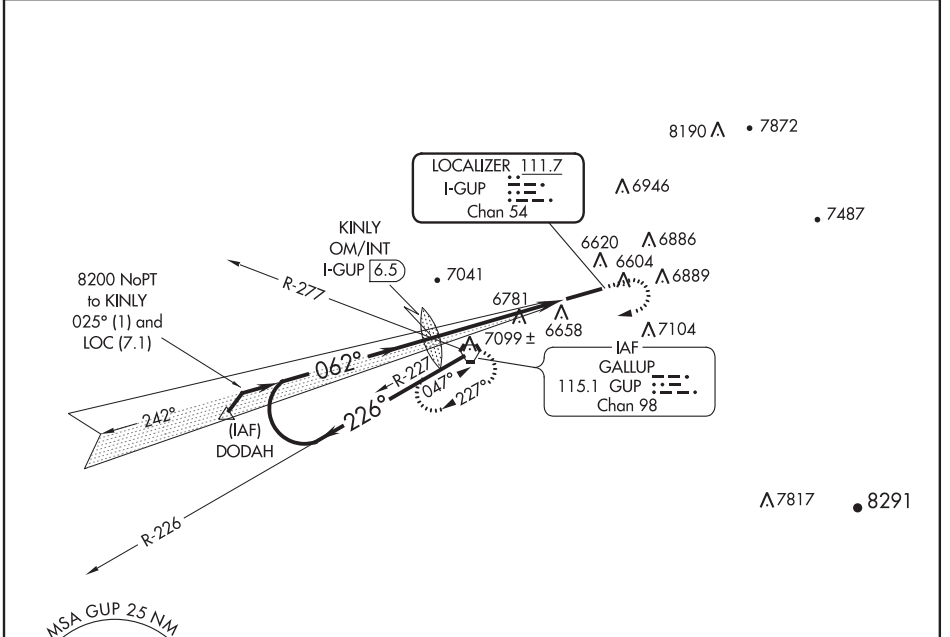 8190
7872
LOCALIZER 111.7
I-GUP
Chan 54
6946
7487
KINLY
OM/INT
I-GUP 6.5
7041
6620
6886
6604
6889
8200 NoPT
to KINLY
025° (1) and
LOC (7.1)
R-277
6781
6658
7104
7099 ±
062°
R-227
047°
227°
226°
242°
(IAF)
DODAH
IAF
GALLUP
115.1 GUP
Chan 98
R-226
7817
8291
MSA GUP 25 NM